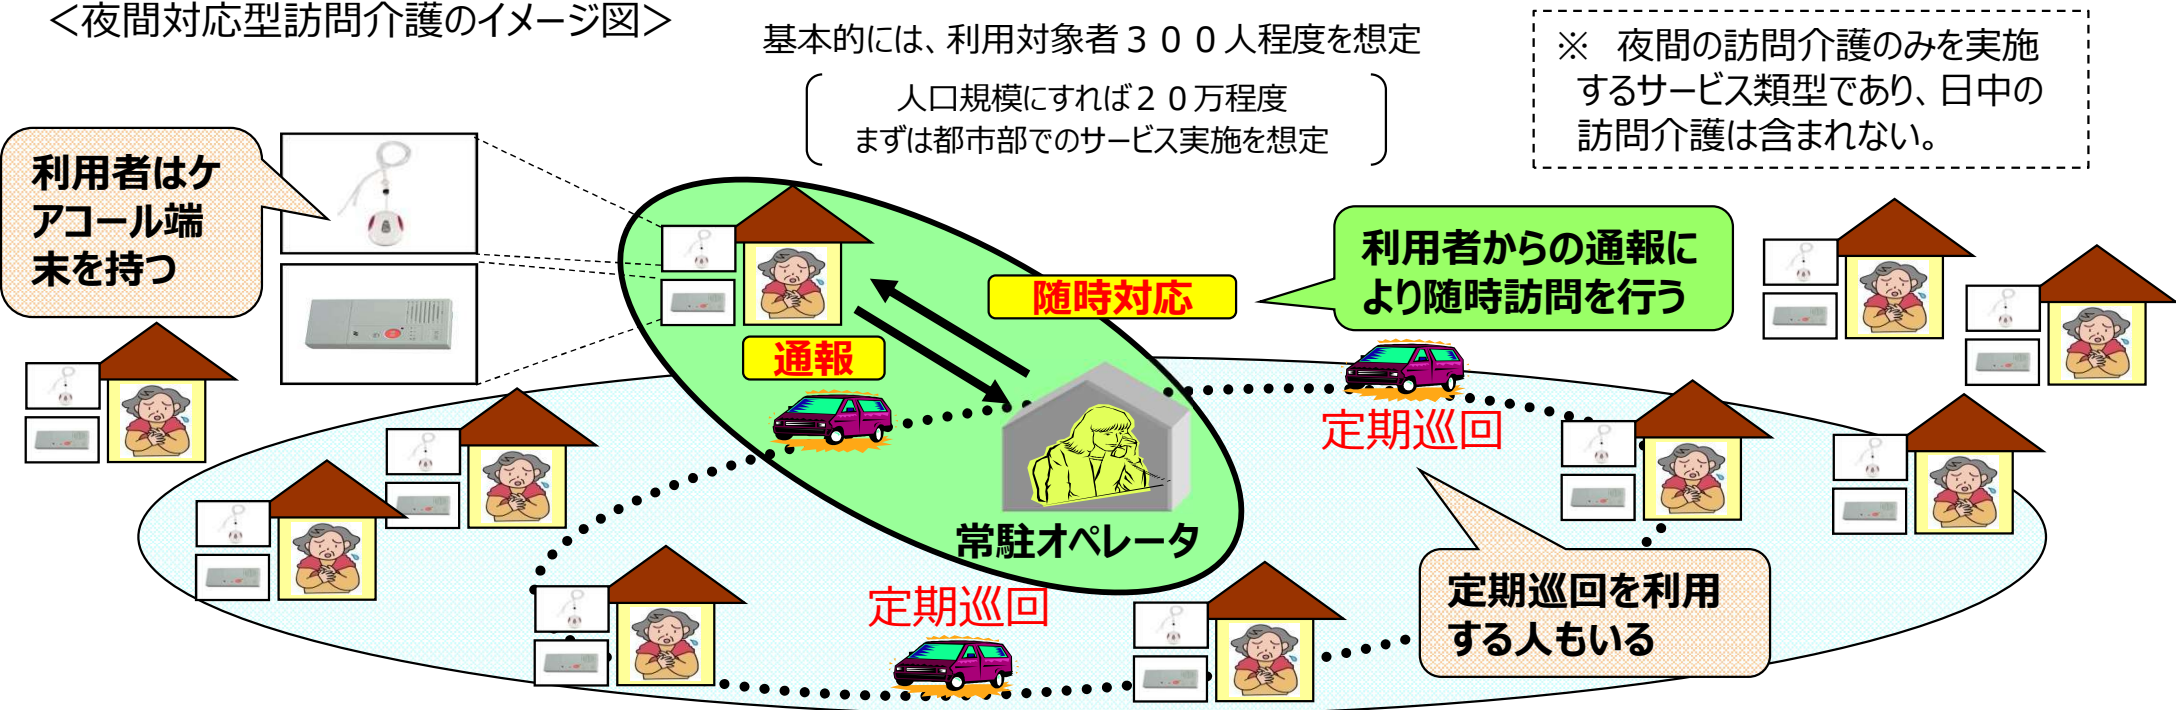 ＜夜間対応型訪問介護のイメージ図＞
基本的には、利用対象者３００人程度を想定
人口規模にすれば２０万程度
まずは都市部でのサービス実施を想定
※　夜間の訪問介護のみを実施
するサービス類型であり、日中の
訪問介護は含まれない。
利用者はケ
アコール端
末を持つ
利用者からの通報に
より随時訪問を行う
随時対応
通報
定期巡回
常駐オペレータ
定期巡回
定期巡回を利用
する人もいる